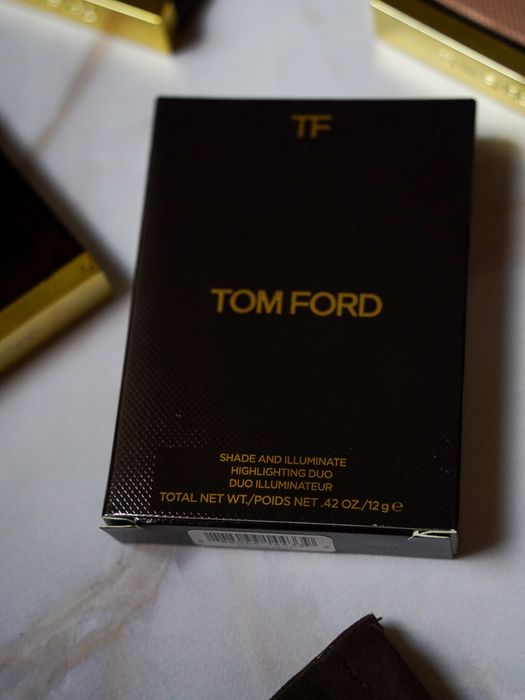 TF
TOM FORD
SHADE AND ILLUMINATE
HIGHLIGHTING DUO
DUO ILLUMINATEUR
TOTAL NET WT./POIDS NET .42 OZ./12 g ℮